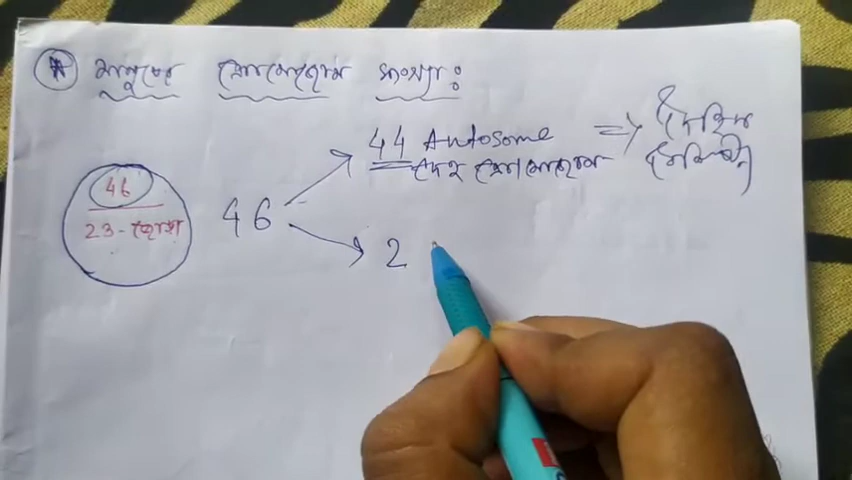 মানুষের ক্রোমোজোম সংখ্যা :
46
23 - জোড়া
46
44 Autosome ⇒ দৈহিক
দেহ ক্রোমোজোম
2